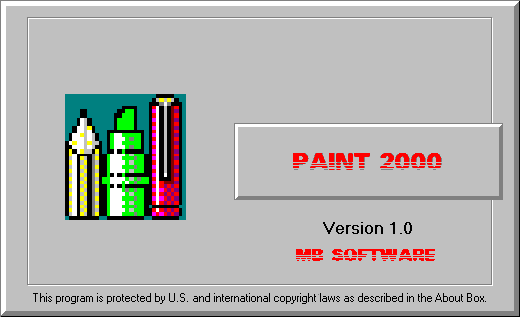 PAINT 2000
Version 1.0
MB SOFTWARE
This program is protected by U.S. and international copyright laws as described in the About Box.